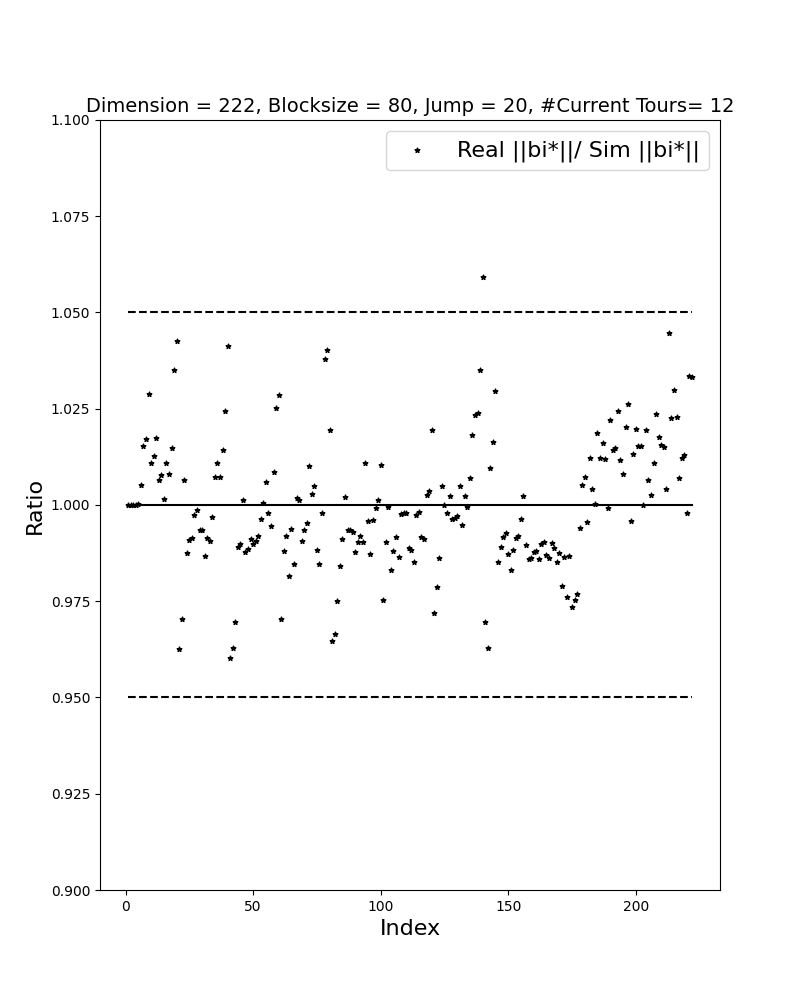 Dimension = 222, Blocksize = 80, Jump = 20, #Current Tours= 12
Real ||bi*||/ Sim ||bi*||
1.100
1.075
1.050
1.025
1.000
0.975
0.950
0.925
0.900
Ratio
0 50 100 150 200
Index